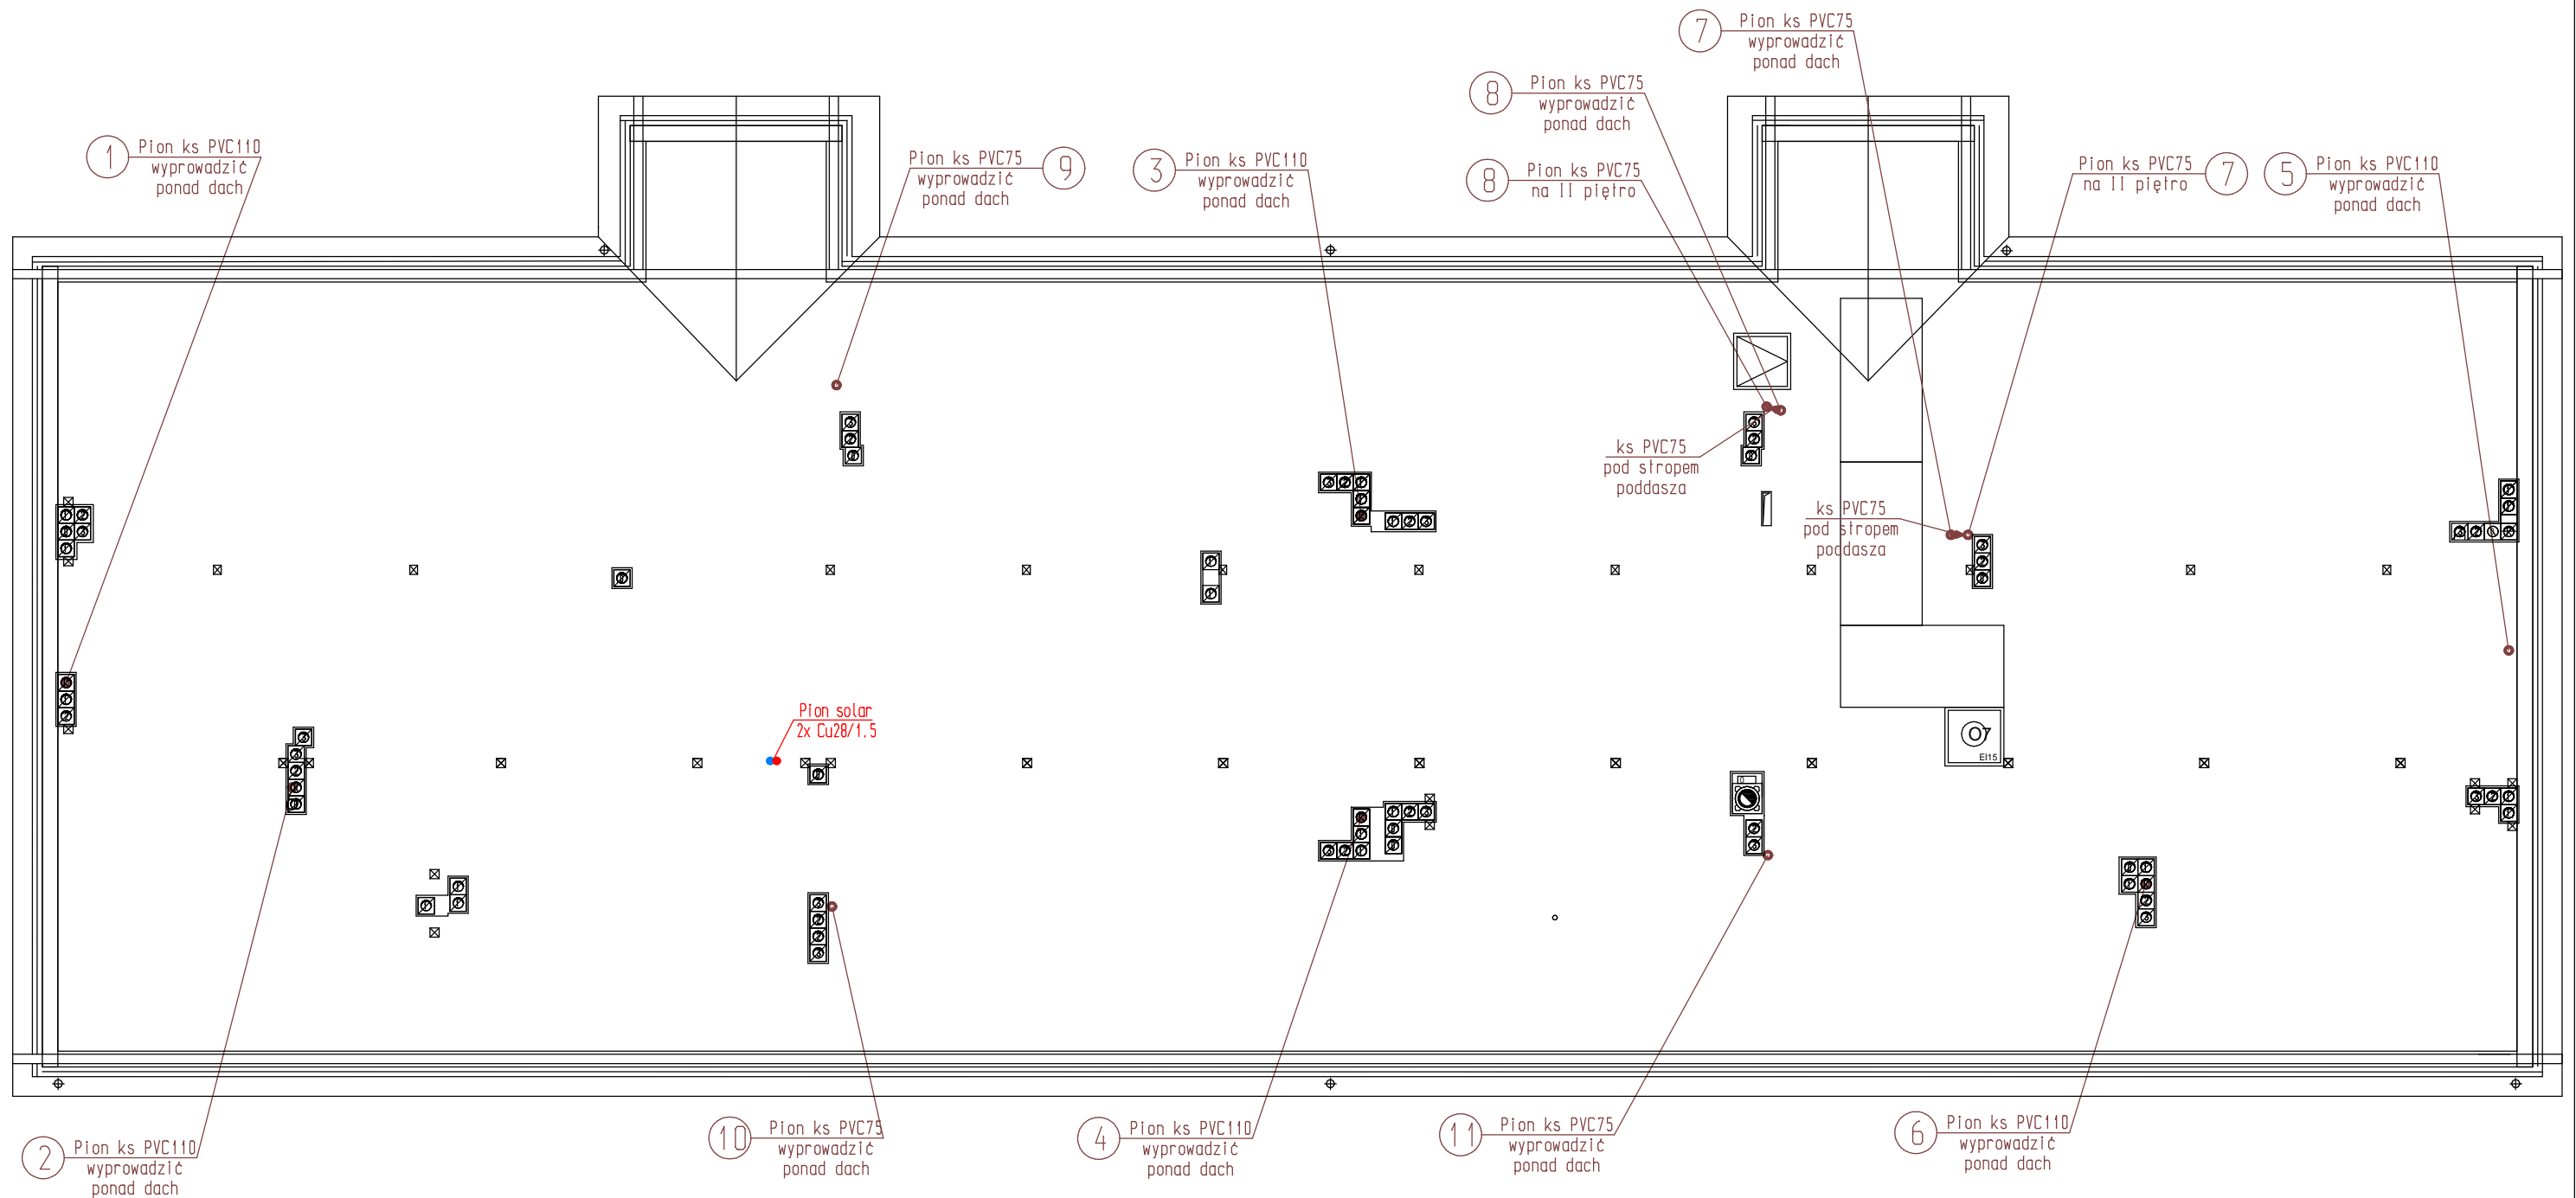 7
Pion ks PVC75
wyprowadzić
ponad dach
8
Pion ks PVC75
wyprowadzić
ponad dach
1
Pion ks PVC110
wyprowadzić
ponad dach
Pion ks PVC75
wyprowadzić
ponad dach
9
3
Pion ks PVC110
wyprowadzić
ponad dach
8
Pion ks PVC75
na II piętro
Pion ks PVC75
na II piętro
7
5
Pion ks PVC110
wyprowadzić
ponad dach
ks PVC75
pod stropem
poddasza
ks PVC75
pod stropem
poddasza
Pion solar
2x Cu28/1.5
07
EI15
2
Pion ks PVC110
wyprowadzić
ponad dach
10
Pion ks PVC75
wyprowadzić
ponad dach
4
Pion ks PVC110
wyprowadzić
ponad dach
11
Pion ks PVC75
wyprowadzić
ponad dach
6
Pion ks PVC110
wyprowadzić
ponad dach